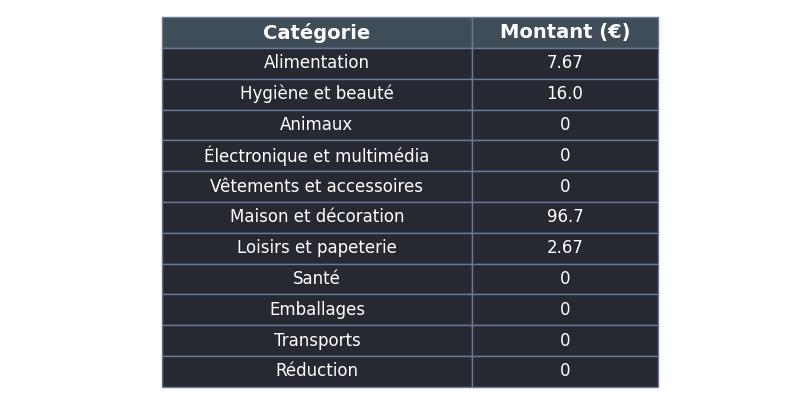 Catégorie Montant (€)
Alimentation 7.67
Hygiène et beauté 16.0
Animaux 0
Électronique et multimédia 0
Vêtements et accessoires 0
Maison et décoration 96.7
Loisirs et papeterie 2.67
Santé 0
Emballages 0
Transports 0
Réduction 0